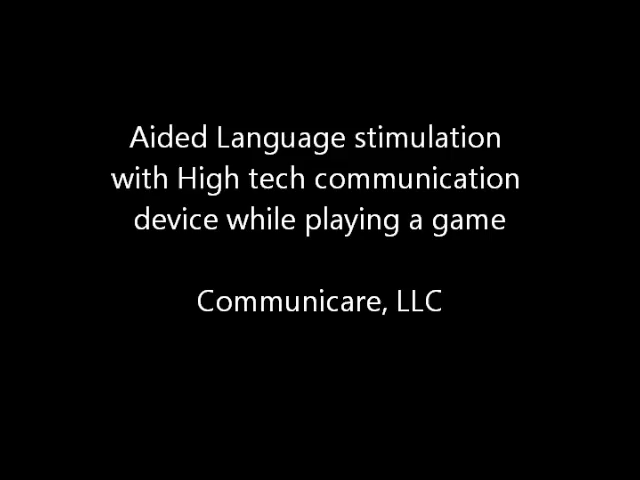 Aided Language stimulation
with High tech communication
device while playing a game
Communicare, LLC